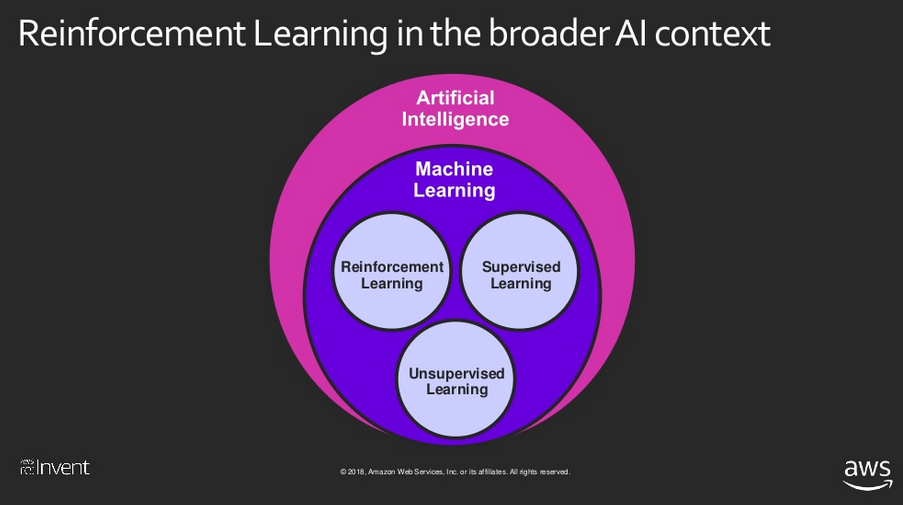 Reinforcement Learning in the broader AI context
Artificial
Intelligence
Machine
Learning
Reinforcement
Learning
Supervised
Learning
Unsupervised
Learning
aws
re:Invent
© 2018, Amazon Web Services, Inc. or its affiliates. All rights reserved.
aws